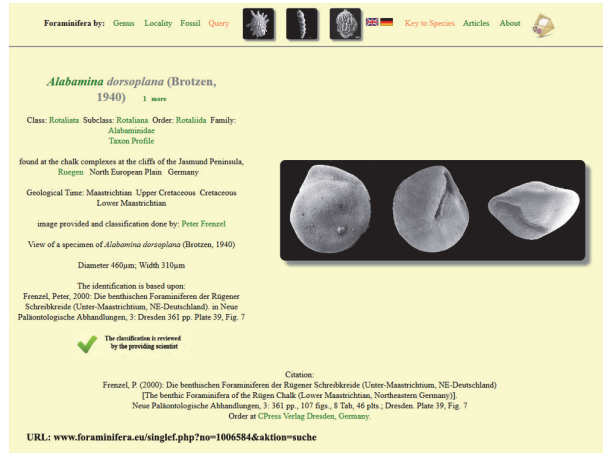 Foraminifera by: Genus Locality Fossil Query Key to Species Articles About
Alabamina dorsoplana (Brotzen,
1940) 1 more
Class: Rotaliata Subclass: Rotaliana Order: Rotaliida Family:
Alabaminidae
Taxon Profile
found at the chalk complexes at the cliffs of the Jasmund Peninsula,
Ruegen North European Plain Germany
Geological Time: Maastrichtian Upper Cretaceous Cretaceous
Lower Maastrichtian
image provided and classification done by: Peter Frenzel
View of a specimen of Alabamina dorsoplana (Brotzen, 1940)
Diameter 460µm; Width 310µm
The identification is based upon:
Frenzel, Peter, 2000: Die benthischen Foraminiferen der Rügener
Schreibkreide (Unter-Maastrichtium, NE-Deutschland). in Neue
Paläontologische Abhandlungen, 3: Dresden 361 pp. Plate 39, Fig. 7
The classification is reviewed
by the providing scientist
Citation:
Frenzel, P. (2000): Die benthischen Foraminiferen der Rügener Schreibkreide (Unter-Maastrichtium, NE-Deutschland)
[The benthic Foraminifera of the Rügen Chalk (Lower Maastrichtian, Northeastern Germany)].
Neue Paläontologische Abhandlungen, 3: 361 pp., 107 figs., 8 Tab, 46 plts.; Dresden. Plate 39, Fig. 7
Order at CPress Verlag Dresden, Germany.
URL: www.foraminifera.eu/singlef.php?no=1006584&aktion=suche